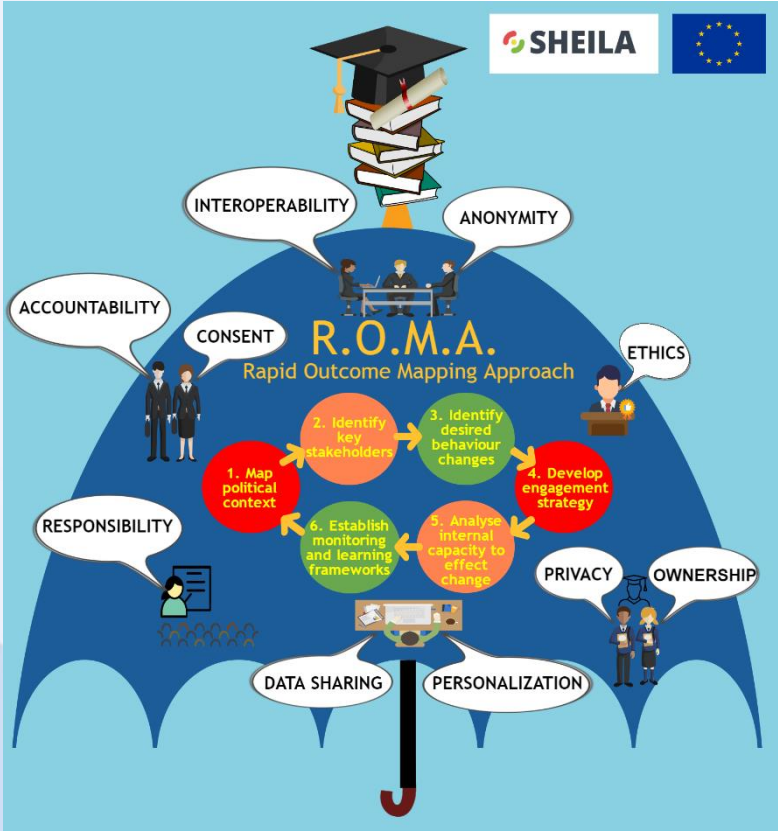 SHEILA
INTEROPERABILITY
ANONYMITY
ACCOUNTABILITY
CONSENT
R.O.M.A.
Rapid Outcome Mapping Approach
ETHICS
1. Map
political
context
2. Identify
key
stakeholders
3. Identify
desired
behaviour
changes
4. Develop
engagement
strategy
5. Analyse
internal
capacity to
effect
change
6. Establish
monitoring
and learning
frameworks
RESPONSIBILITY
PRIVACY
OWNERSHIP
DATA SHARING
PERSONALIZATION